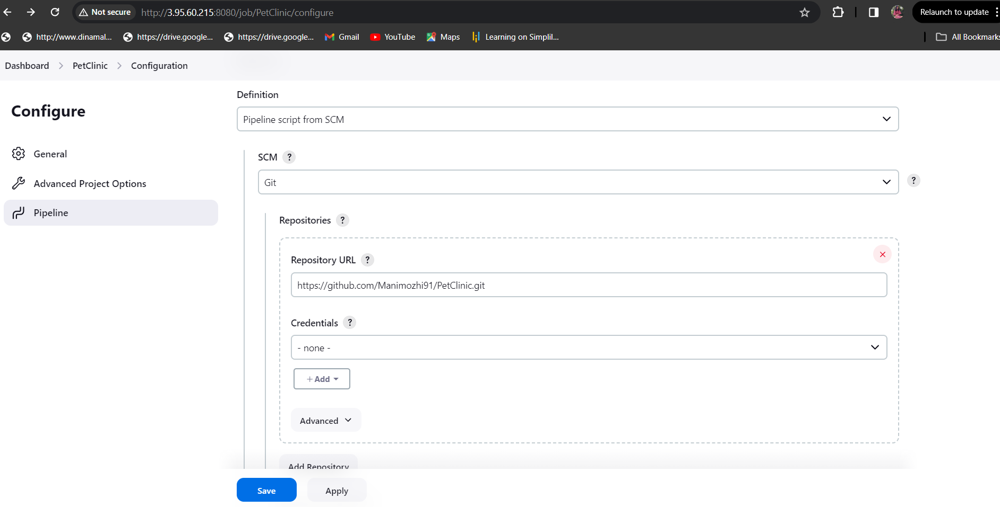 Not secure http://3.95.60.215:8080/job/PetClinic/configure Relaunch to update
http://www.dinamal... https://drive.google... https://drive.google... Gmail YouTube Maps Learning on Simplil... All Bookmarks
Dashboard > PetClinic > Configuration
Configure
General
Advanced Project Options
Pipeline
Definition
Pipeline script from SCM
SCM ?
Git
?
Repositories ?
Repository URL ?
https://github.com/Manimozhi91/PetClinic.git
Credentials ?
- none -
+ Add
Advanced
Add Repository
Save Apply